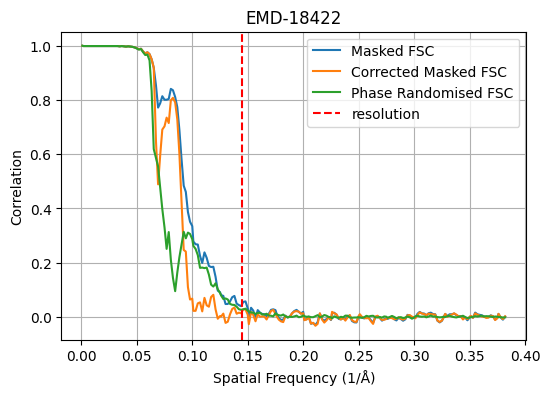 EMD-18422
Masked FSC
Corrected Masked FSC
Phase Randomised FSC
resolution
Correlation
1.0
0.8
0.6
0.4
0.2
0.0
0.00 0.05 0.10 0.15 0.20 0.25 0.30 0.35 0.40
Spatial Frequency (1/Å)